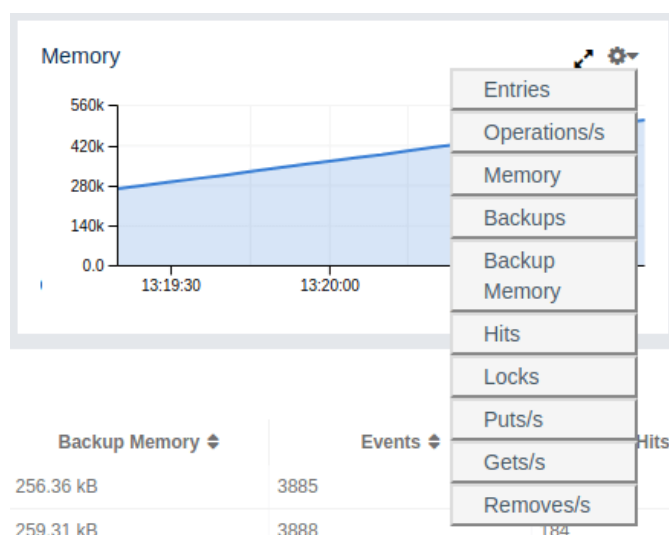 Memory
560k
420k
280k
140k
0.0
13:19:30
13:20:00
Entries
Operations/s
Memory
Backups
Backup
Memory
Hits
Locks
Puts/s
Gets/s
Removes/s
Backup Memory Events Hits
256.36 kB 3885
259.31 kB 3888 184